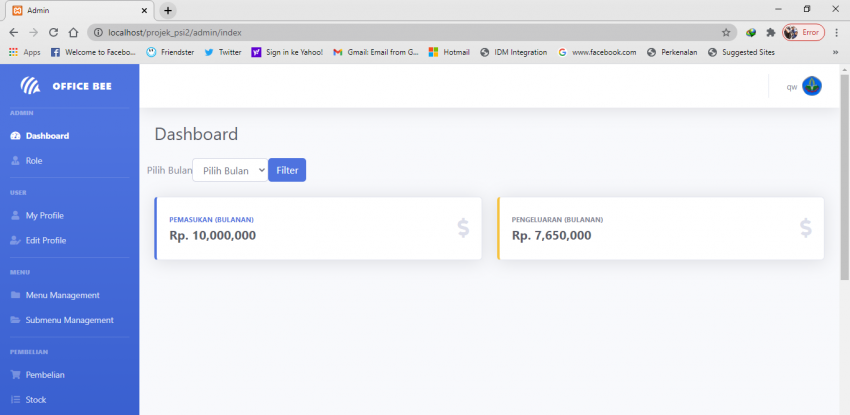 Admin
localhost/projek_psi2/admin/index
Error
Apps
Welcome to Facebo...
Friendster
Twitter
Sign in ke Yahoo!
Gmail: Email from G...
Hotmail
IDM Integration
www.facebook.com
Perkenalan
Suggested Sites
OFFICE BEE
qw
ADMIN
Dashboard
Role
USER
My Profile
Edit Profile
MENU
Menu Management
Submenu Management
PEMBELIAN
Pembelian
Stock
Dashboard
Pilih Bulan Pilih Bulan Filter
PEMASUKAN (BULANAN)
Rp. 10,000,000
PENGELUARAN (BULANAN)
Rp. 7,650,000